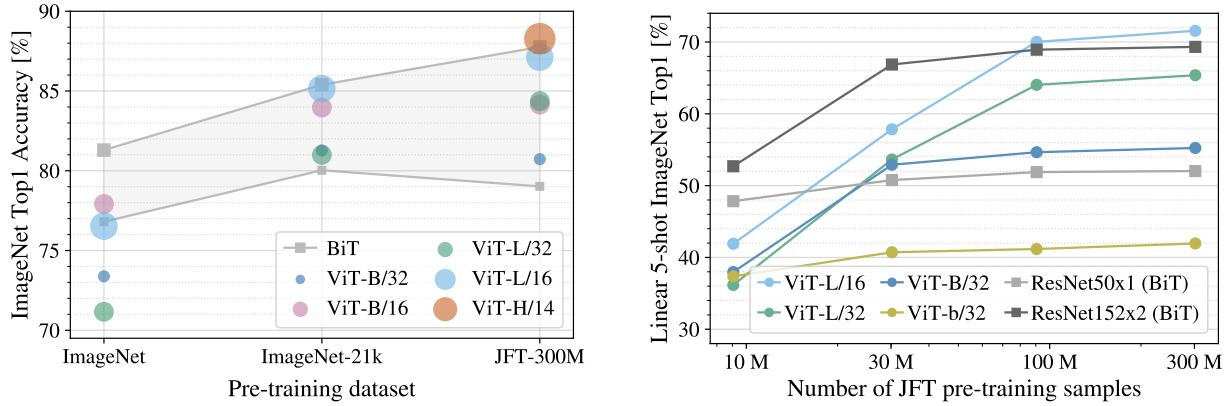 ImageNet Top1 Accuracy [%]
90
85
80
75
70
BiT
ViT-B/32
ViT-B/16
ViT-L/32
ViT-L/16
ViT-H/14
ImageNet
ImageNet-21k
JFT-300M
Pre-training dataset
Linear 5-shot ImageNet Top1 [%]
70
60
50
40
30
ViT-L/16
ViT-B/32
ResNet50x1 (BiT)
ViT-L/32
ViT-b/32
ResNet152x2 (BiT)
10 M
30 M
100 M
300 M
Number of JFT pre-training samples